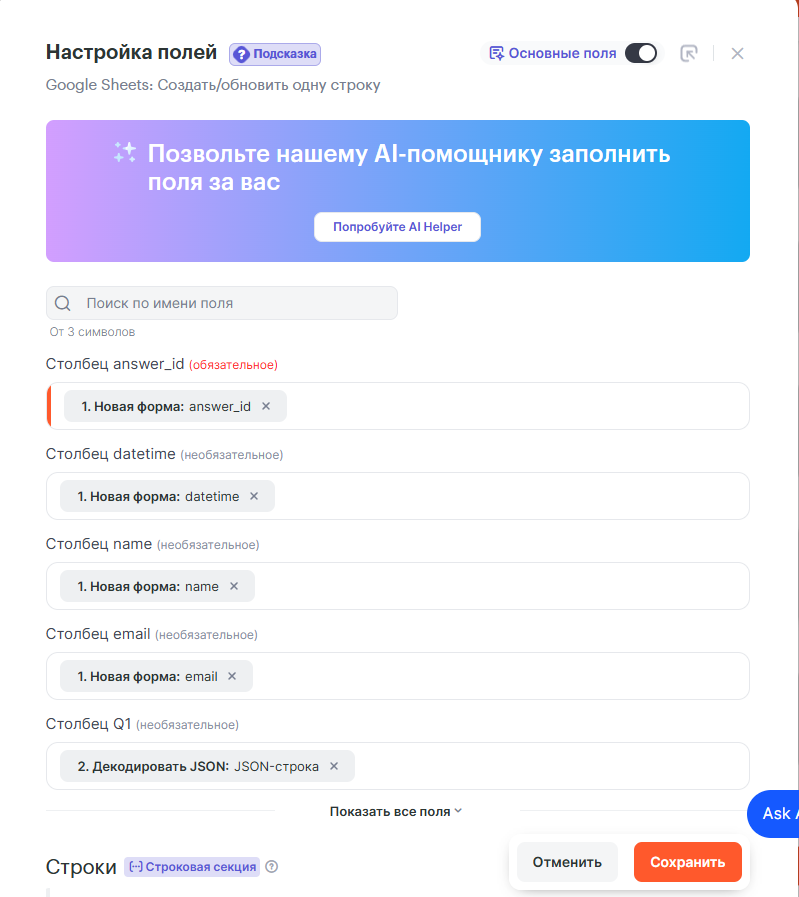 Настройка полей
Подсказка
Основные поля
Google Sheets: Создать/обновить одну строку
Позвольте нашему AI-помощнику заполнить
поля за вас
Попробуйте AI Helper
Поиск по имени поля
От 3 символов
Столбец answer_id (обязательное)
1. Новая форма: answer_id ×
Столбец datetime (необязательное)
1. Новая форма: datetime ×
Столбец name (необязательное)
1. Новая форма: name ×
Столбец email (необязательное)
1. Новая форма: email ×
Столбец Q1 (необязательное)
2. Декодировать JSON: JSON-строка ×
Показать все поля
Ask
Строки
Строковая секция
Отменить
Сохранить